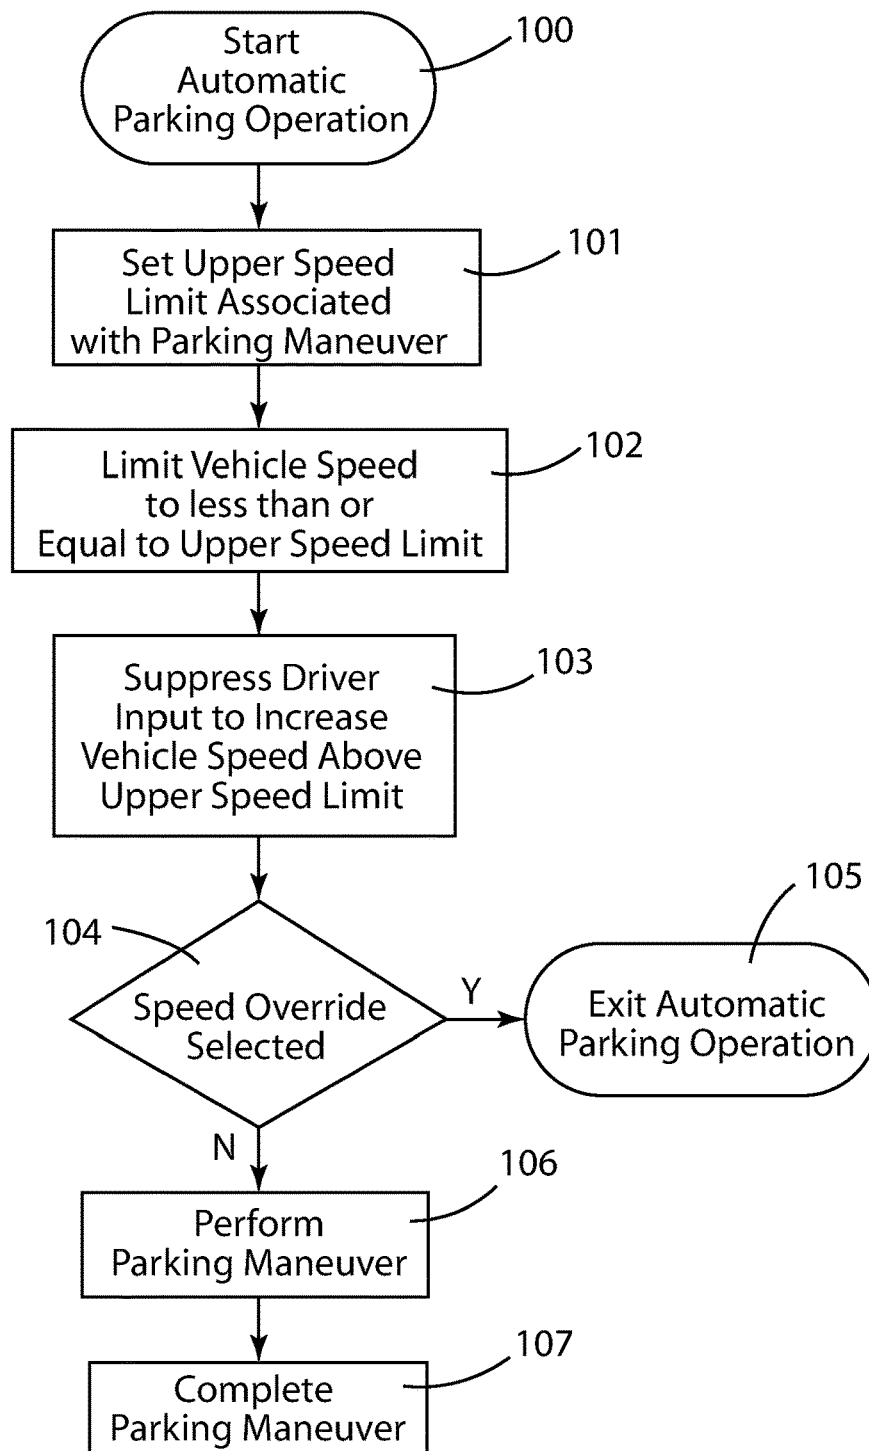 Start
Automatic
Parking Operation
100
Set Upper Speed
Limit Associated
with Parking Maneuver
101
Limit Vehicle Speed
to less than or
Equal to Upper Speed Limit
102
Suppress Driver
Input to Increase
Vehicle Speed Above
Upper Speed Limit
103
104
Speed Override
Selected
Y
105
Exit Automatic
Parking Operation
N
106
Perform
Parking Maneuver
107
Complete
Parking Maneuver